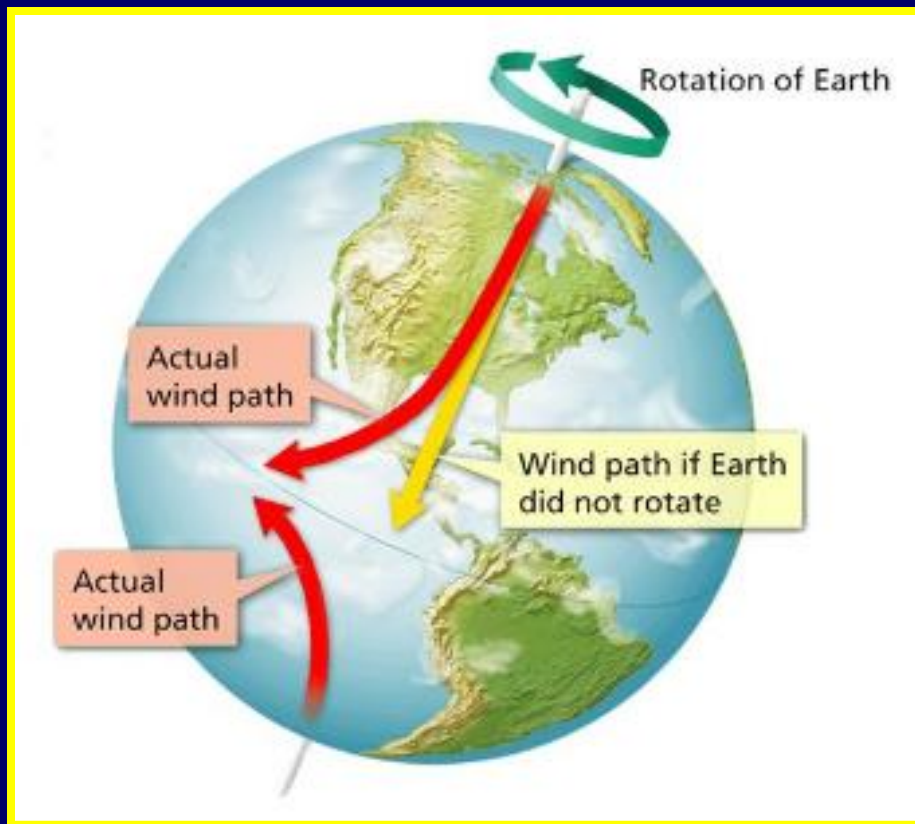 Rotation of Earth
Actual
wind path
Wind path if Earth
did not rotate
Actual
wind path